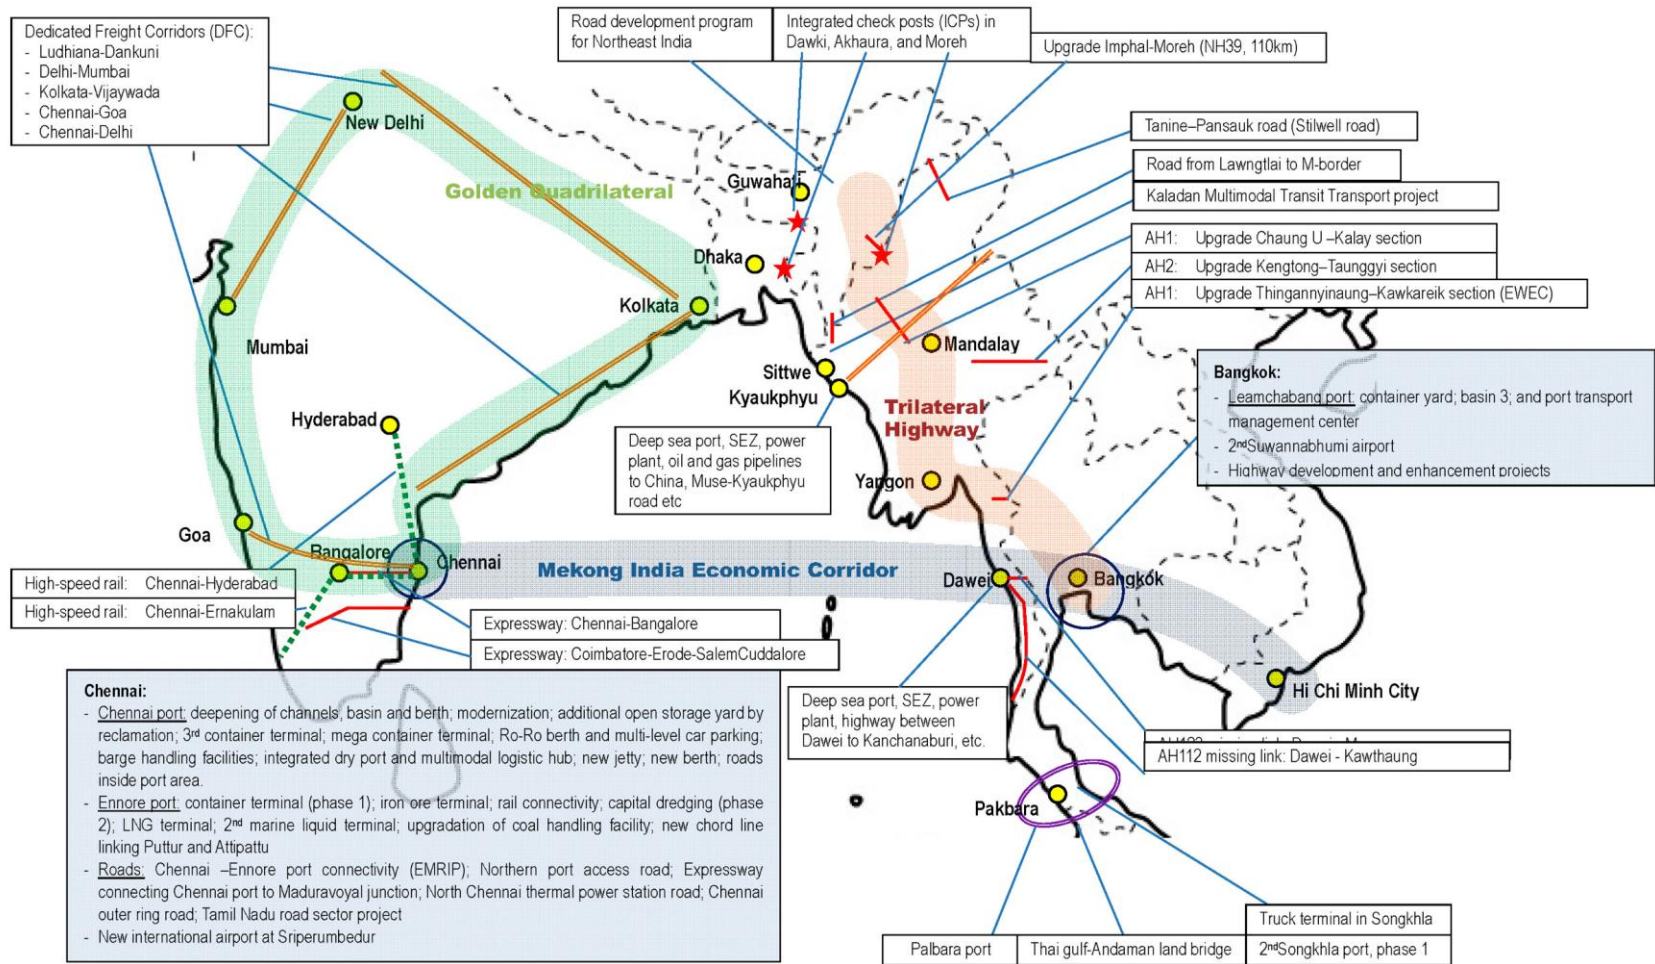 Dedicated Freight Corridors (DFC):
- Ludhiana-Dankuni
- Delhi-Mumbai
- Kolkata-Vijaywada
- Chennai-Goa
- Chennai-Delhi
Road development program
for Northeast India
Integrated check posts (ICPs) in
Dawki, Akhaura, and Moreh
Upgrade Imphal-Moreh (NH39, 110km)
Tanine–Pansauk road (Stilwell road)
Road from Lawngtlai to M-border
Kaladan Multimodal Transit Transport project
AH1: Upgrade Chaung U –Kalay section
AH2: Upgrade Kengtong–Taunggyi section
AH1: Upgrade Thingannyinaung–Kawkareik section (EWEC)
New Delhi
Golden Quadrilateral
Guwahati
Dhaka
Kolkata
Mumbai
Mandalay
Sittwe
Kyaukphyu
Hyderabad
Trilateral
Highway
Yangon
Deep sea port, SEZ, power
plant, oil and gas pipelines
to China, Muse-Kyaukphyu
road etc
Bangkok:
- Leamchaband port: container yard; basin 3; and port transport
management center
- 2nd Suwannabhumi airport
- Highway development and enhancement projects
Goa
Bangalore
Chennai
Mekong India Economic Corridor
Dawei
Bangkok
High-speed rail: Chennai-Hyderabad
High-speed rail: Chennai-Ernakulam
Expressway: Chennai-Bangalore
Expressway: Coimbatore-Erode-SalemCuddalore
Hi Chi Minh City
Chennai:
- Chennai port: deepening of channels, basin and berth; modernization; additional open storage yard by
reclamation; 3rd container terminal; mega container terminal; Ro-Ro berth and multi-level car parking;
barge handling facilities; integrated dry port and multimodal logistic hub; new jetty; new berth; roads
inside port area.
- Ennore port: container terminal (phase 1); iron ore terminal; rail connectivity; capital dredging (phase
2); LNG terminal; 2nd marine liquid terminal; upgradation of coal handling facility; new chord line
linking Puttur and Attipattu
- Roads: Chennai –Ennore port connectivity (EMRIP); Northern port access road; Expressway
connecting Chennai port to Maduravoyal junction; North Chennai thermal power station road; Chennai
outer ring road; Tamil Nadu road sector project
- New international airport at Sriperumbedur
Deep sea port, SEZ, power
plant, highway between
Dawei to Kanchanaburi, etc.
AH112 missing link: Dawei - Kawthaung
Pakbara
Palbara port
Thai gulf-Andaman land bridge
Truck terminal in Songkhla
2nd Songkhla port, phase 1